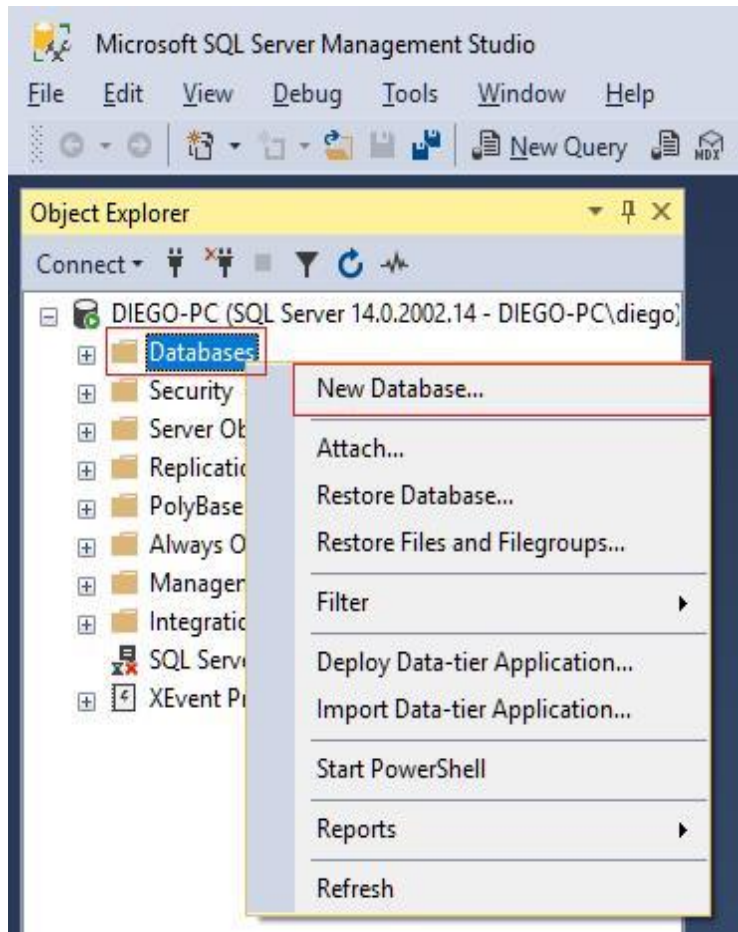 Microsoft SQL Server Management Studio
File Edit View Debug Tools Window Help
New Query MDX
Object Explorer
Connect
DIEGO-PC (SQL Server 14.0.2002.14 - DIEGO-PC\diego)
Databases
Security
Server Ob
Replicatio
PolyBase
Always O
Managem
Integratio
SQL Serve
XEvent Pr
New Database...
Attach...
Restore Database...
Restore Files and Filegroups...
Filter
Deploy Data-tier Application...
Import Data-tier Application...
Start PowerShell
Reports
Refresh